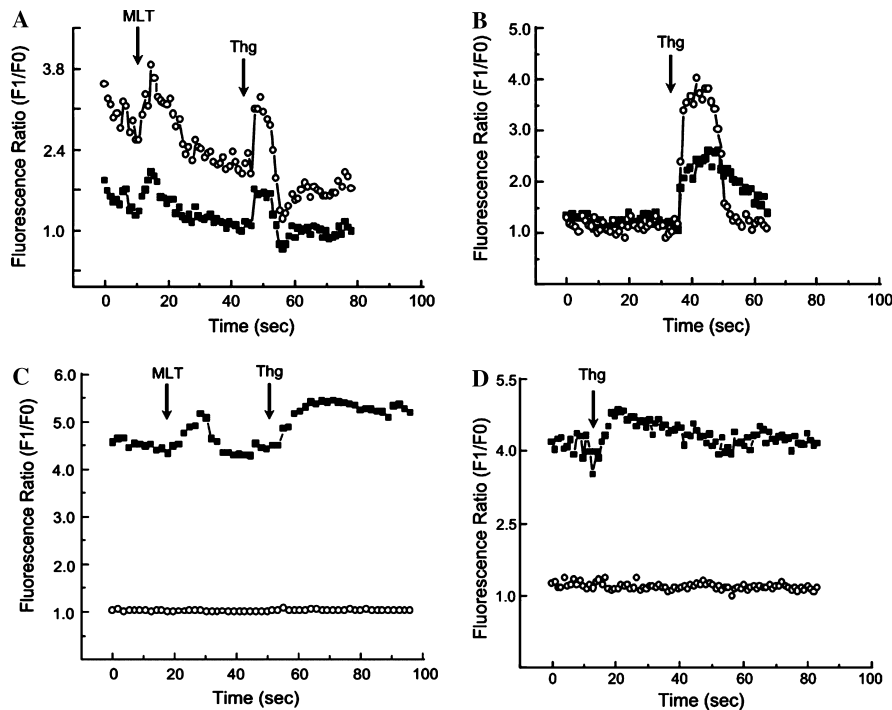 A
MLT
Thg
Fluorescence Ratio (F1/F0)
3.8
2.4
1.0
0 20 40 60 80 100
Time (sec)
B
Thg
Fluorescence Ratio (F1/F0)
5.0
4.0
3.0
2.0
1.0
0 20 40 60 80 100
Time (sec)
C
MLT
Thg
Fluorescence Ratio (F1/F0)
6.0
5.0
4.0
3.0
2.0
1.0
0 20 40 60 80 100
Time (sec)
D
Thg
Fluorescence Ratio (F1/F0)
5.5
4.0
2.5
1.0
0 20 40 60 80 100
Time (sec)